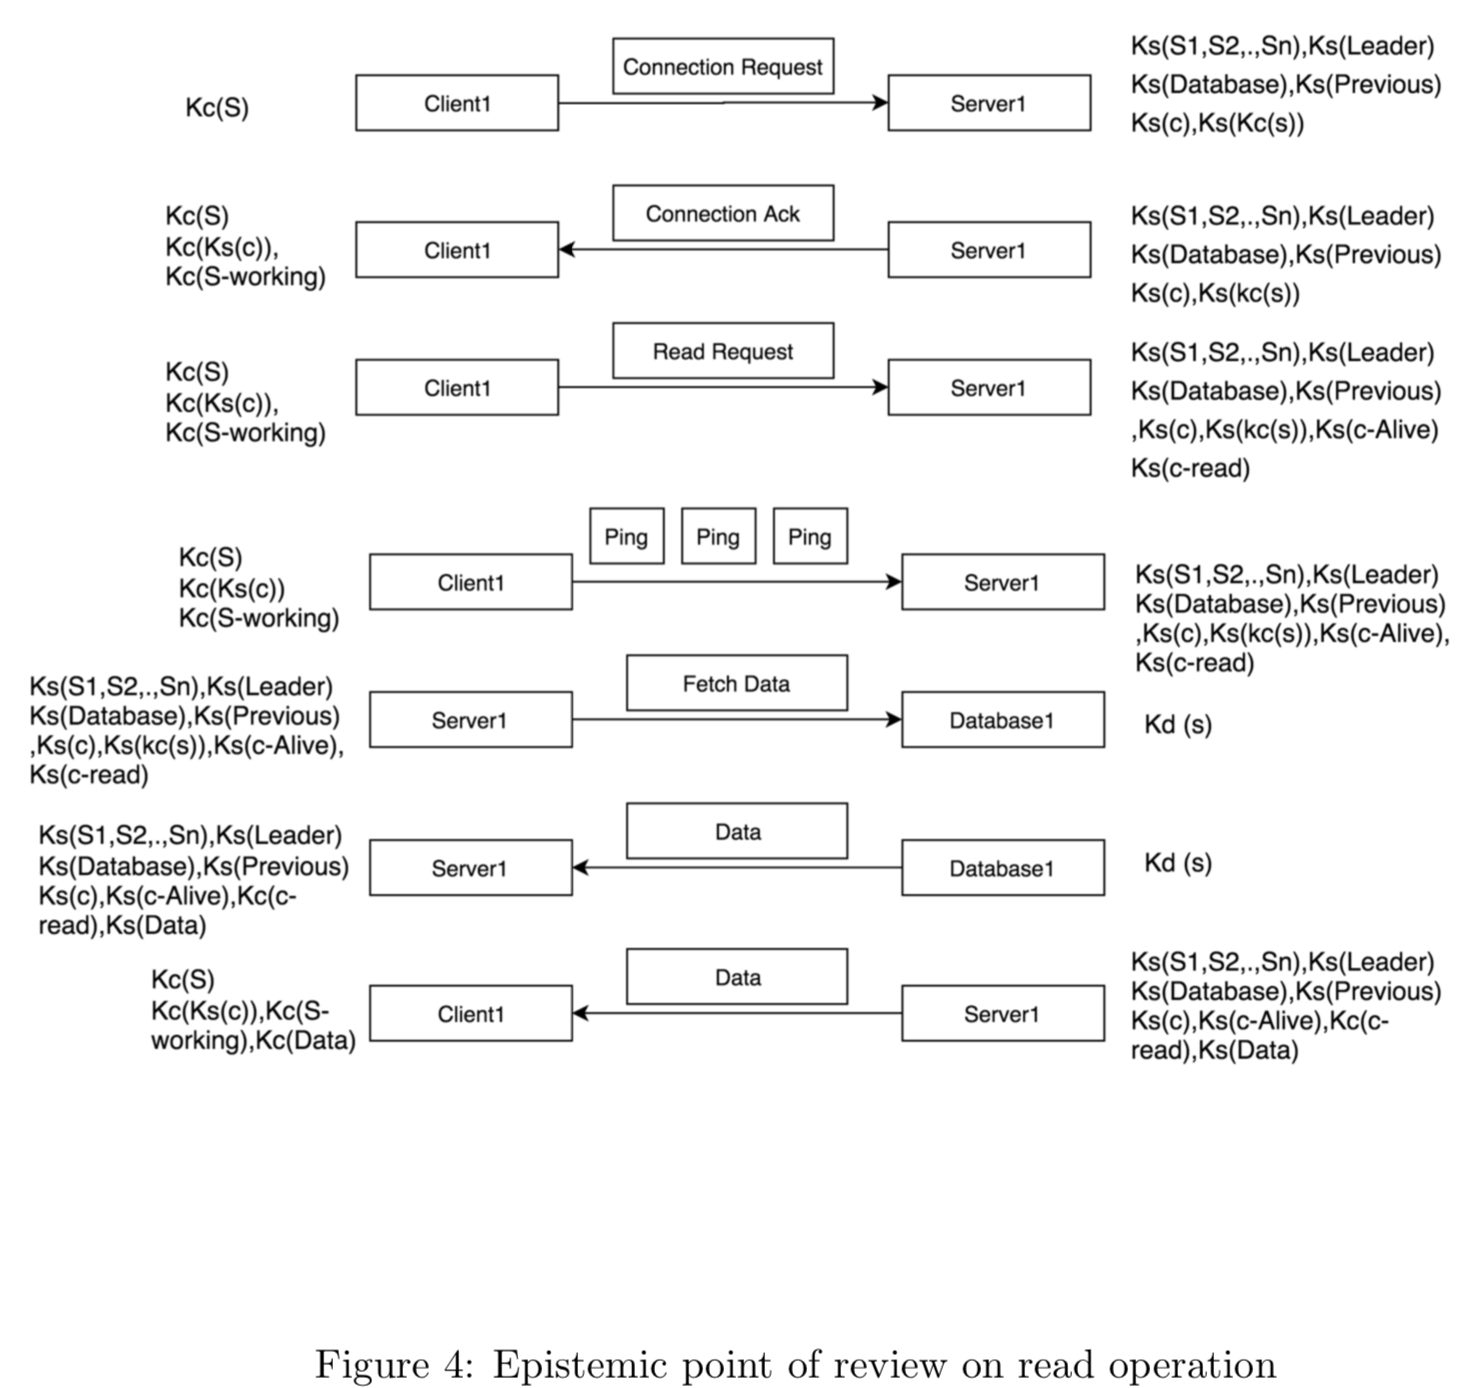 Connection Request
Kc(S)
Client1
Server1
Ks(S1,S2,.,Sn),Ks(Leader)
Ks(Database),Ks(Previous)
Ks(c),Ks(Kc(s))
Connection Ack
Kc(S)
Kc(Ks(c)),
Kc(S-working)
Client1
Server1
Ks(S1,S2,.,Sn),Ks(Leader)
Ks(Database),Ks(Previous)
Ks(c),Ks(kc(s))
Read Request
Kc(S)
Kc(Ks(c)),
Kc(S-working)
Client1
Server1
Ks(S1,S2,.,Sn),Ks(Leader)
Ks(Database),Ks(Previous)
,Ks(c),Ks(kc(s)),Ks(c-Alive)
Ks(c-read)
Ping
Ping
Ping
Kc(S)
Kc(Ks(c))
Kc(S-working)
Client1
Server1
Ks(S1,S2,.,Sn),Ks(Leader)
Ks(Database),Ks(Previous)
,Ks(c),Ks(kc(s)),Ks(c-Alive),
Ks(c-read)
Fetch Data
Ks(S1,S2,.,Sn),Ks(Leader)
Ks(Database),Ks(Previous)
,Ks(c),Ks(kc(s)),Ks(c-Alive),
Ks(c-read)
Server1
Database1
Kd (s)
Data
Ks(S1,S2,.,Sn),Ks(Leader)
Ks(Database),Ks(Previous)
Ks(c),Ks(c-Alive),Kc(c-
read),Ks(Data)
Server1
Database1
Kd (s)
Data
Kc(S)
Kc(Ks(c)),Kc(S-
working),Kc(Data)
Client1
Server1
Ks(S1,S2,.,Sn),Ks(Leader)
Ks(Database),Ks(Previous)
Ks(c),Ks(c-Alive),Kc(c-
read),Ks(Data)
Figure 4: Epistemic point of review on read operation